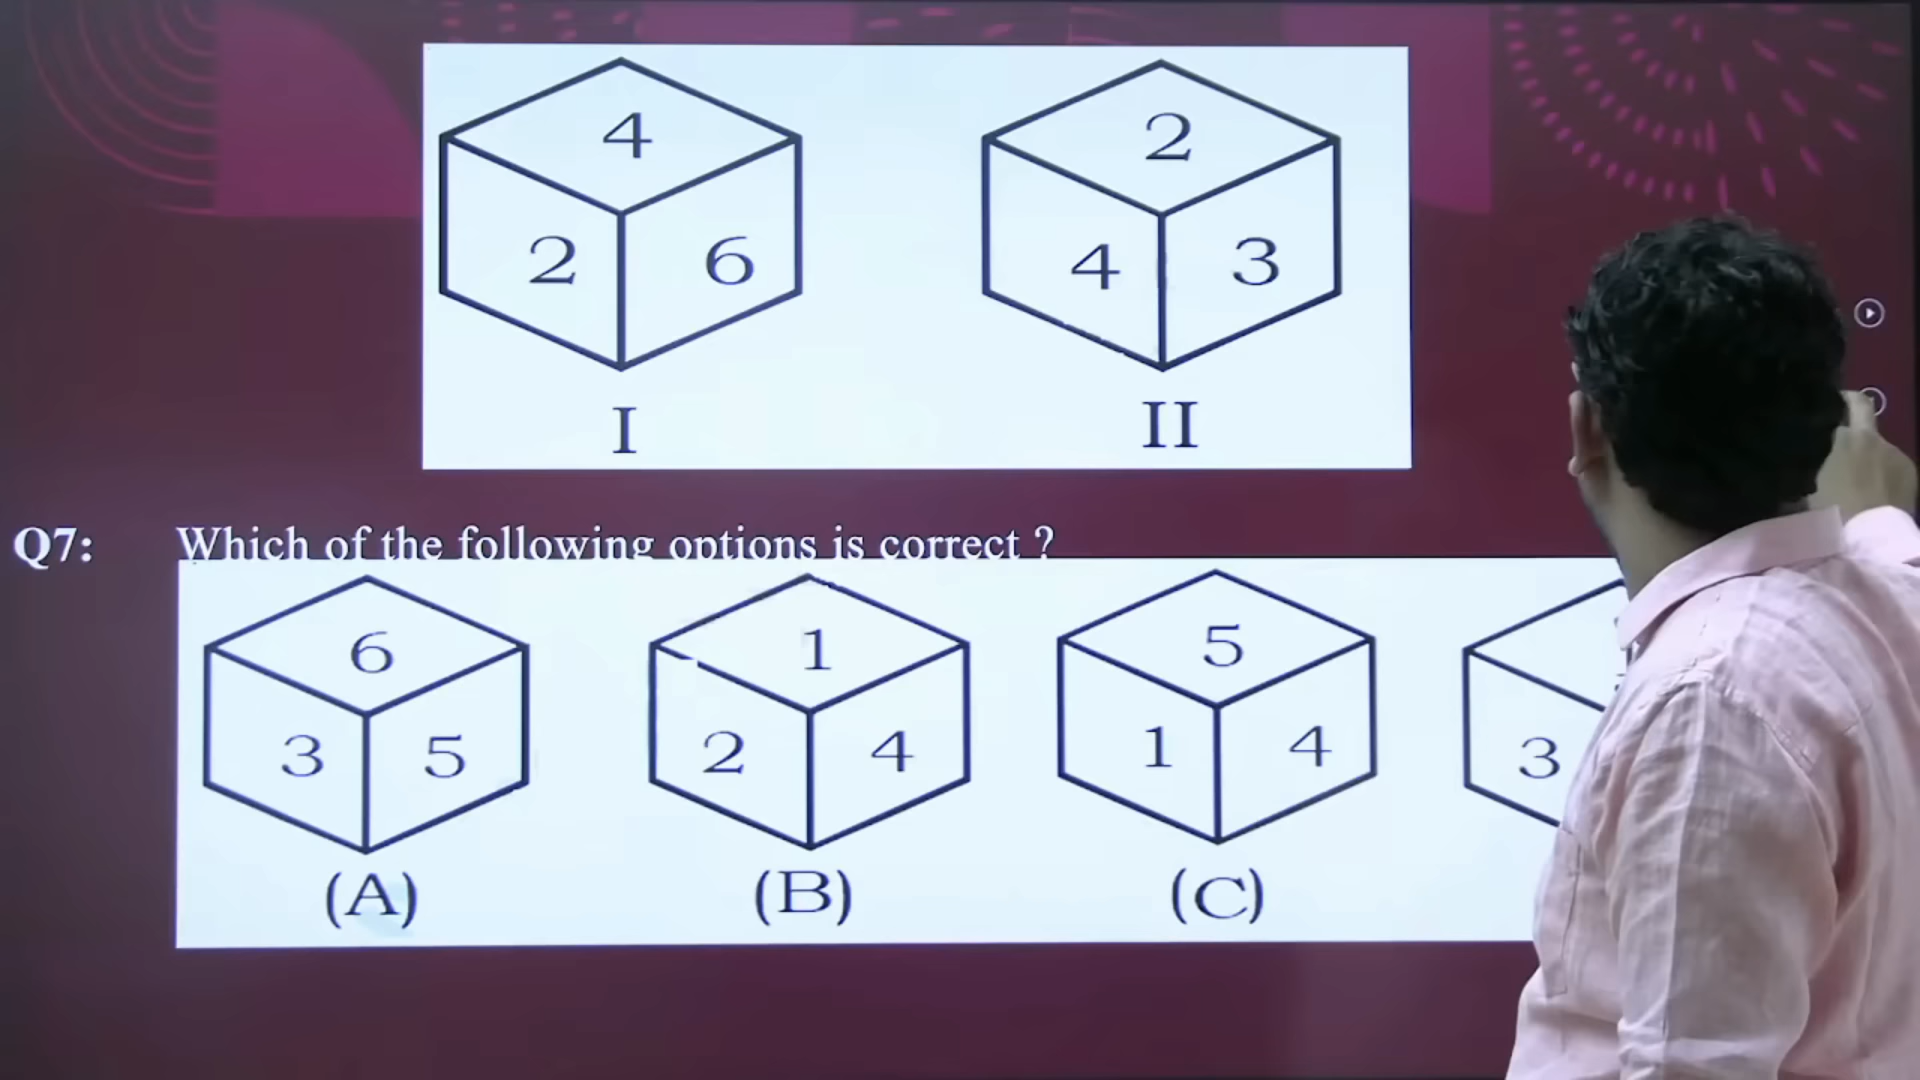 4
2
2 6
4 3
I
II
Q7: Which of the following options is correct ?
6
1
5
3 5
2 4
1 4
3
(A)
(B)
(C)